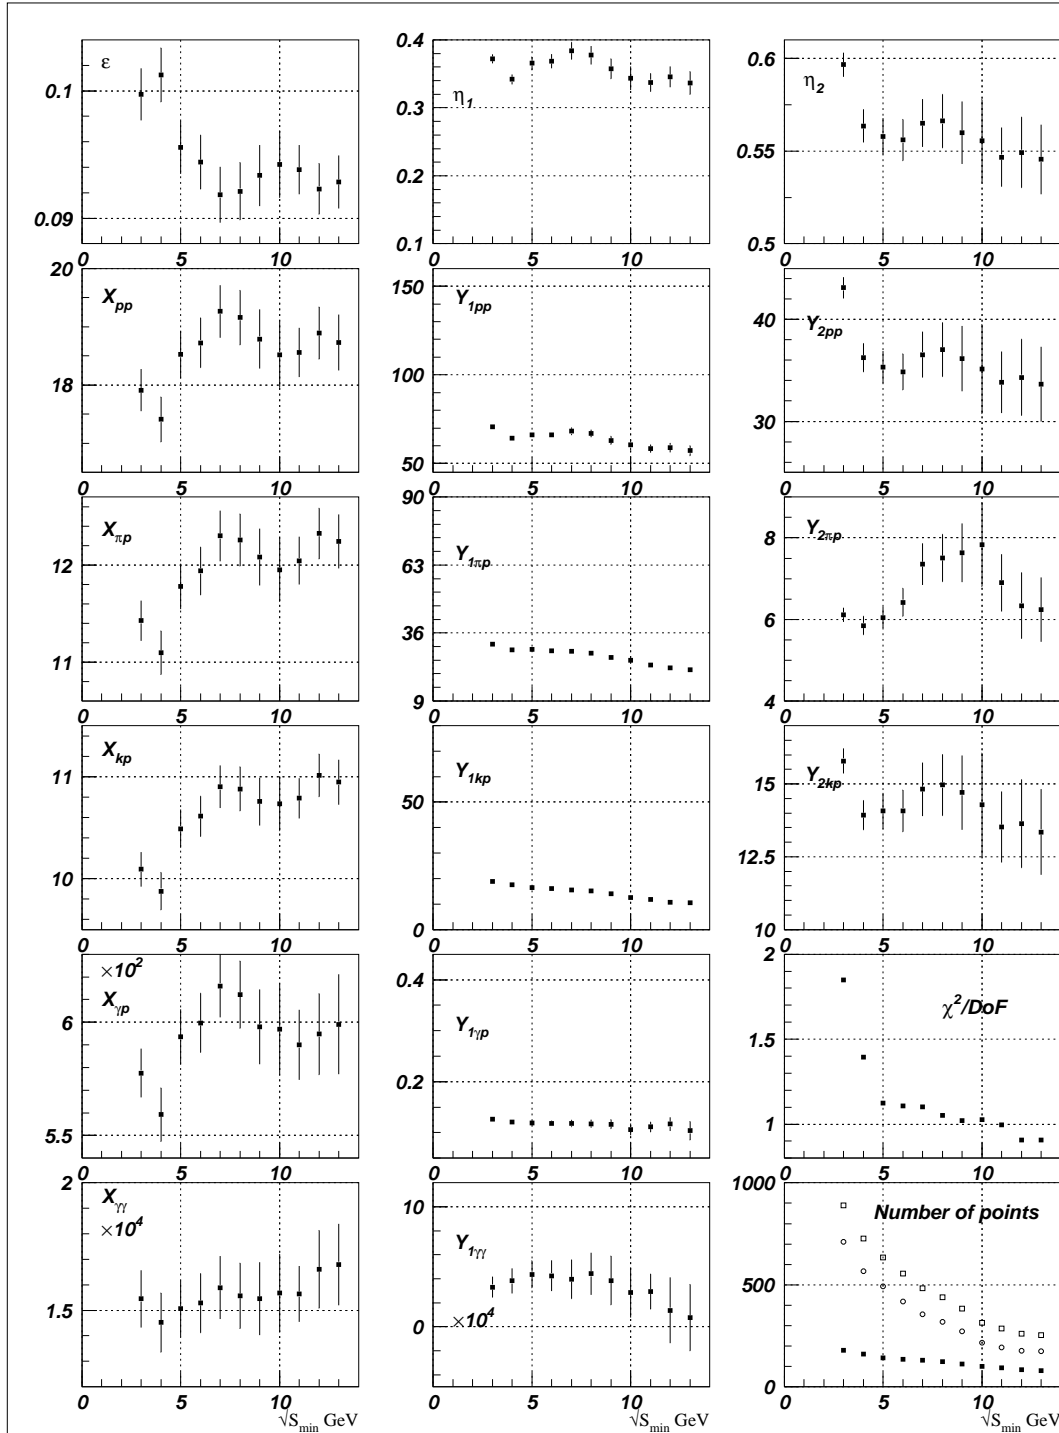 ε
0.1
0.09
0 5 10
η1
0.4
0.3
0.2
0.1
0 5 10
η2
0.6
0.55
0.5
0 5 10
Xpp
20
18
0 5 10
Y1pp
150
100
50
0 5 10
Y2pp
40
30
0 5 10
Xπp
12
11
0 5 10
Y1πp
90
63
36
9
0 5 10
Y2πp
8
6
4
0 5 10
Xkp
11
10
0 5 10
Y1kp
50
0
0 5 10
Y2kp
15
12.5
10
0 5 10
×10²
Xγp
6
5.5
0 5 10
Y1γp
0.4
0.2
0 5 10
χ²/DoF
2
1.5
1
0 5 10
Xγγ
×10⁴
2
1.5
0 5 10
√Smin GeV
Y1γγ
×10⁴
10
0
0 5 10
√Smin GeV
Number of points
1000
500
0
0 5 10
√Smin GeV